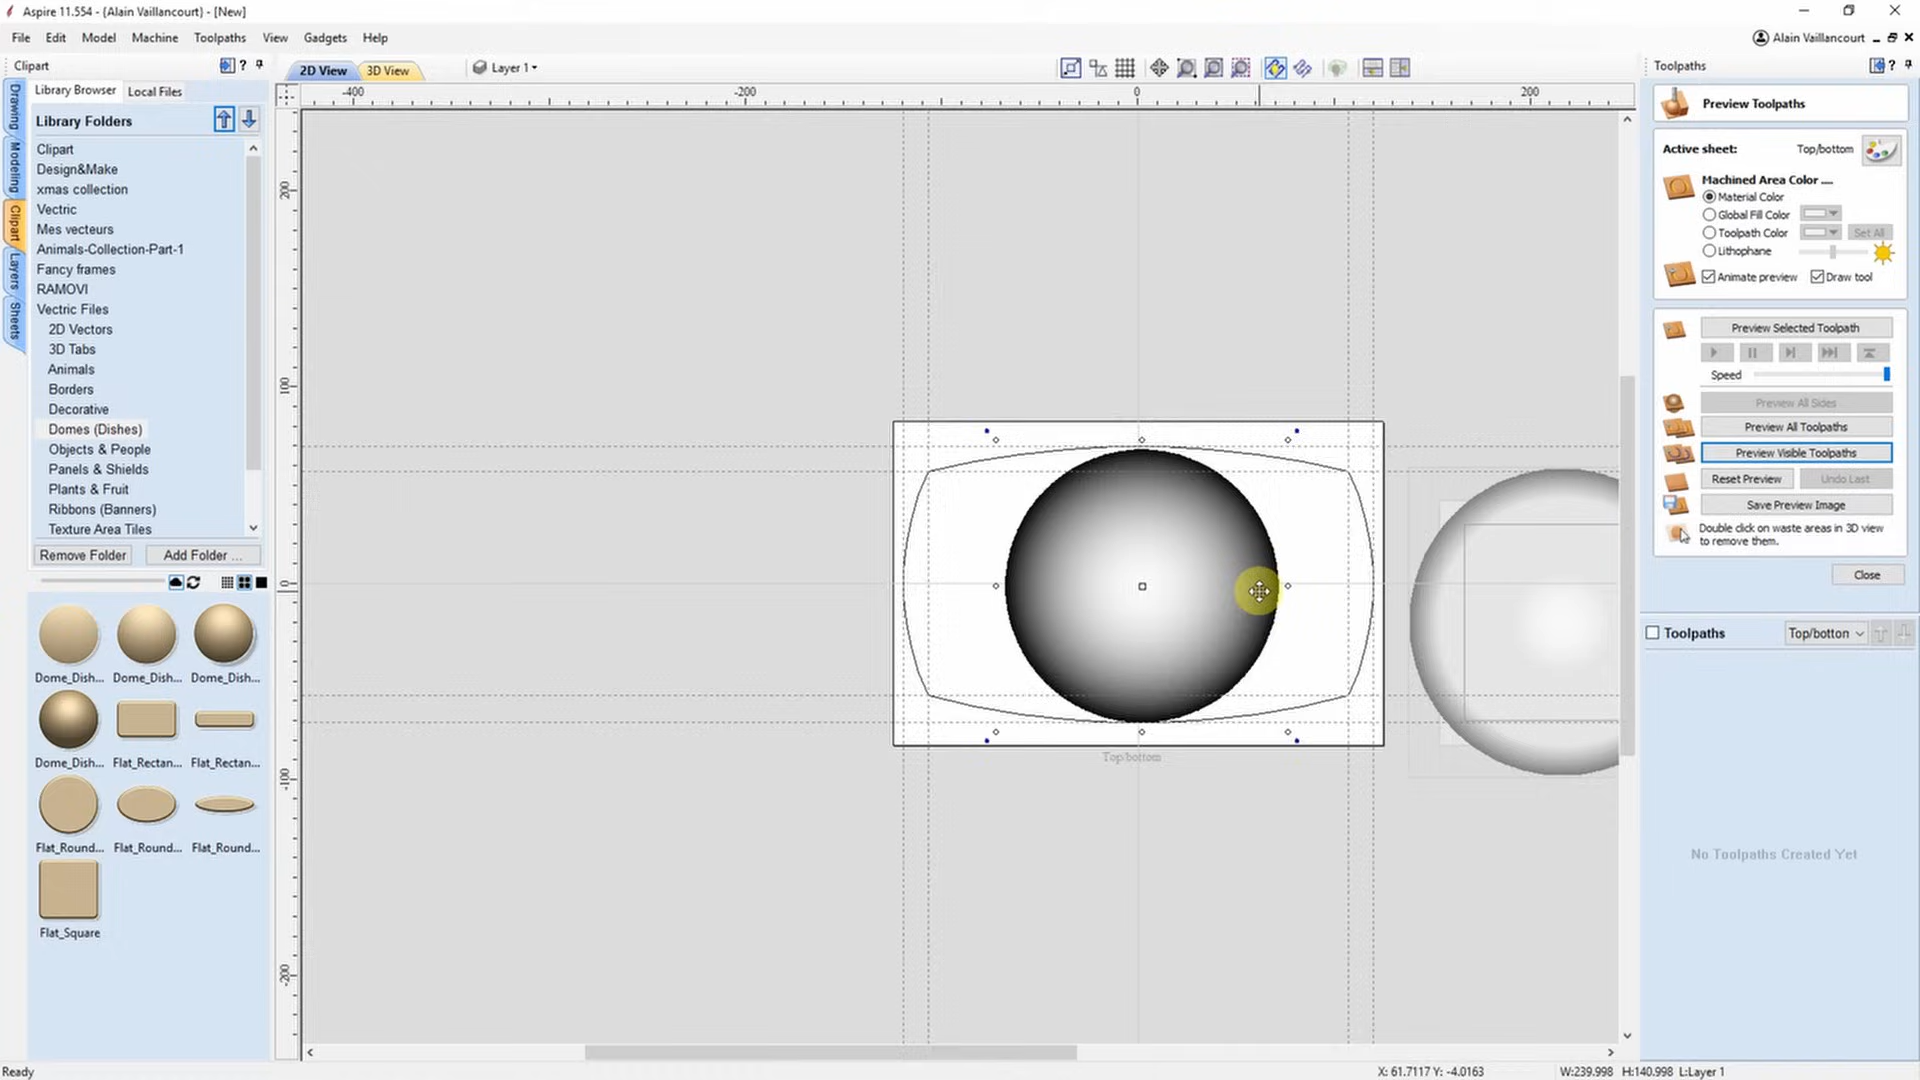 Aspire 11.554 - {Alain Vaillancourt} - [New]
File Edit Model Machine Toolpaths View Gadgets Help
Alain Vaillancourt
Clipart
2D View 3D View
Layer 1
Toolpaths
Library Browser Local Files
-400 -200 0 200
Library Folders
Clipart
Design&Make
xmas collection
Vectric
Mes vecteurs
Animals-Collection-Part-1
Fancy frames
RAMOVI
Vectric Files
2D Vectors
3D Tabs
Animals
Borders
Decorative
Domes (Dishes)
Objects & People
Panels & Shields
Plants & Fruit
Ribbons (Banners)
Texture Area Tiles
Remove Folder Add Folder ...
Drawing
Modeling
Clipart
Layers
Sheets
Dome_Dish... Dome_Dish... Dome_Dish...
Dome_Dish... Flat_Rectan... Flat_Rectan...
Flat_Round... Flat_Round... Flat_Round...
Flat_Square
200
100
0
-100
-200
Top/bottom
Preview Toolpaths
Active sheet: Top/bottom
Machined Area Color ....
Material Color
Global Fill Color
Toolpath Color Set All
Lithophane
Animate preview Draw tool
Preview Selected Toolpath
Speed
Preview All Sides
Preview All Toolpaths
Preview Visible Toolpaths
Reset Preview Undo Last
Save Preview Image
Double click on waste areas in 3D view
to remove them.
Close
Toolpaths Top/botton
No Toolpaths Created Yet
Ready
X: 61.7117 Y: -4.0163
W:239.998 H:140.998 L:Layer 1